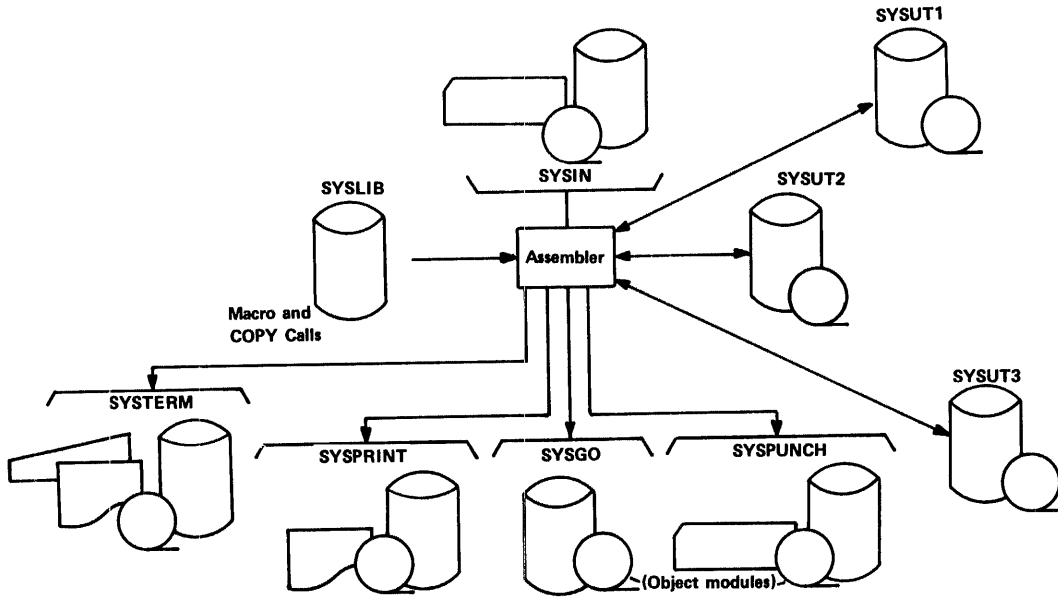 SYSUT1
SYSIN
SYSLIB
SYSUT2
Assembler
Macro and
COPY Calls
SYSUT3
SYSTERM
SYSPRINT
SYSGO
SYSPUNCH
(Object modules)